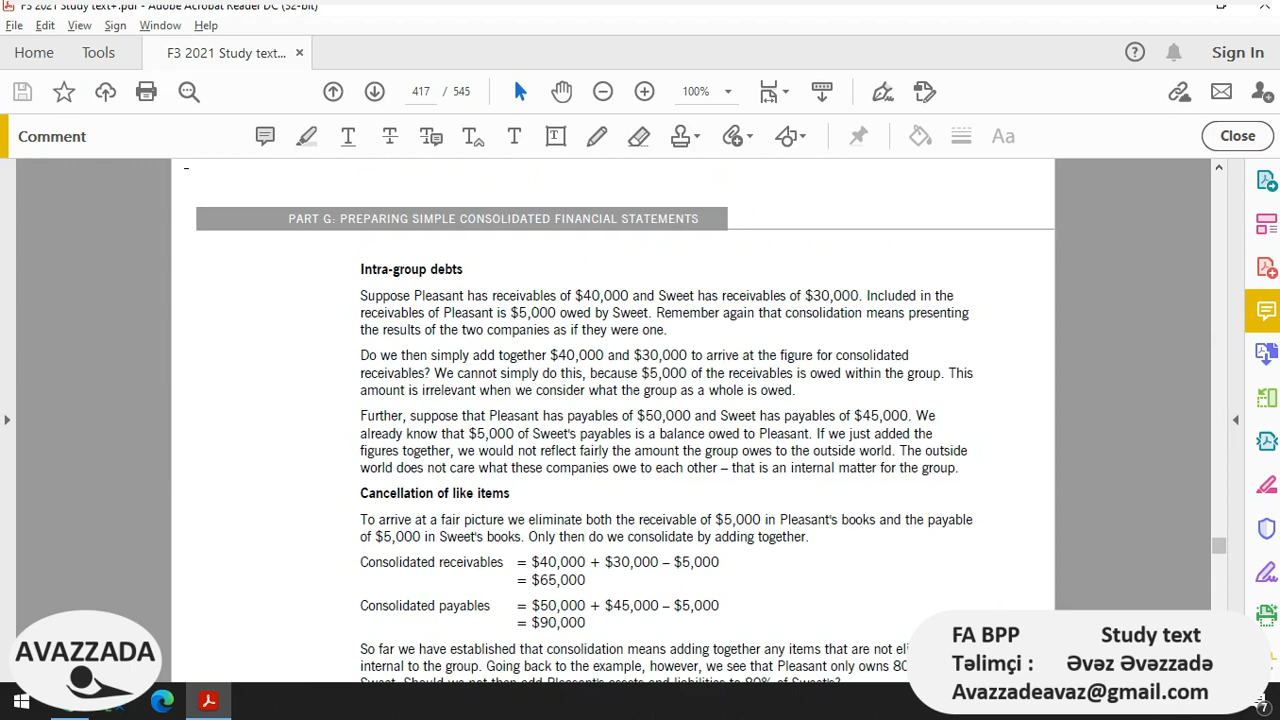 F3 2021 Study text+.pdf - Adobe Acrobat Reader DC (32-bit)
File Edit View Sign Window Help
Home Tools F3 2021 Study text... × Sign In
417 / 545 100%
Comment Close
PART G: PREPARING SIMPLE CONSOLIDATED FINANCIAL STATEMENTS
Intra-group debts
Suppose Pleasant has receivables of $40,000 and Sweet has receivables of $30,000. Included in the
receivables of Pleasant is $5,000 owed by Sweet. Remember again that consolidation means presenting
the results of the two companies as if they were one.
Do we then simply add together $40,000 and $30,000 to arrive at the figure for consolidated
receivables? We cannot simply do this, because $5,000 of the receivables is owed within the group. This
amount is irrelevant when we consider what the group as a whole is owed.
Further, suppose that Pleasant has payables of $50,000 and Sweet has payables of $45,000. We
already know that $5,000 of Sweet's payables is a balance owed to Pleasant. If we just added the
figures together, we would not reflect fairly the amount the group owes to the outside world. The outside
world does not care what these companies owe to each other – that is an internal matter for the group.
Cancellation of like items
To arrive at a fair picture we eliminate both the receivable of $5,000 in Pleasant's books and the payable
of $5,000 in Sweet's books. Only then do we consolidate by adding together.
Consolidated receivables = $40,000 + $30,000 – $5,000
= $65,000
Consolidated payables = $50,000 + $45,000 – $5,000
= $90,000
So far we have established that consolidation means adding together any items that are not
internal to the group. Going back to the example, however, we see that Pleasant only owns
Sweet. Should we not then add Pleasant's assets and liabilities to 80% of Sweet's?
AVAZZADA
FA BPP Study text
Təlimçi : Əvəz Əvəzzadə
Avazzadeavaz@gmail.com